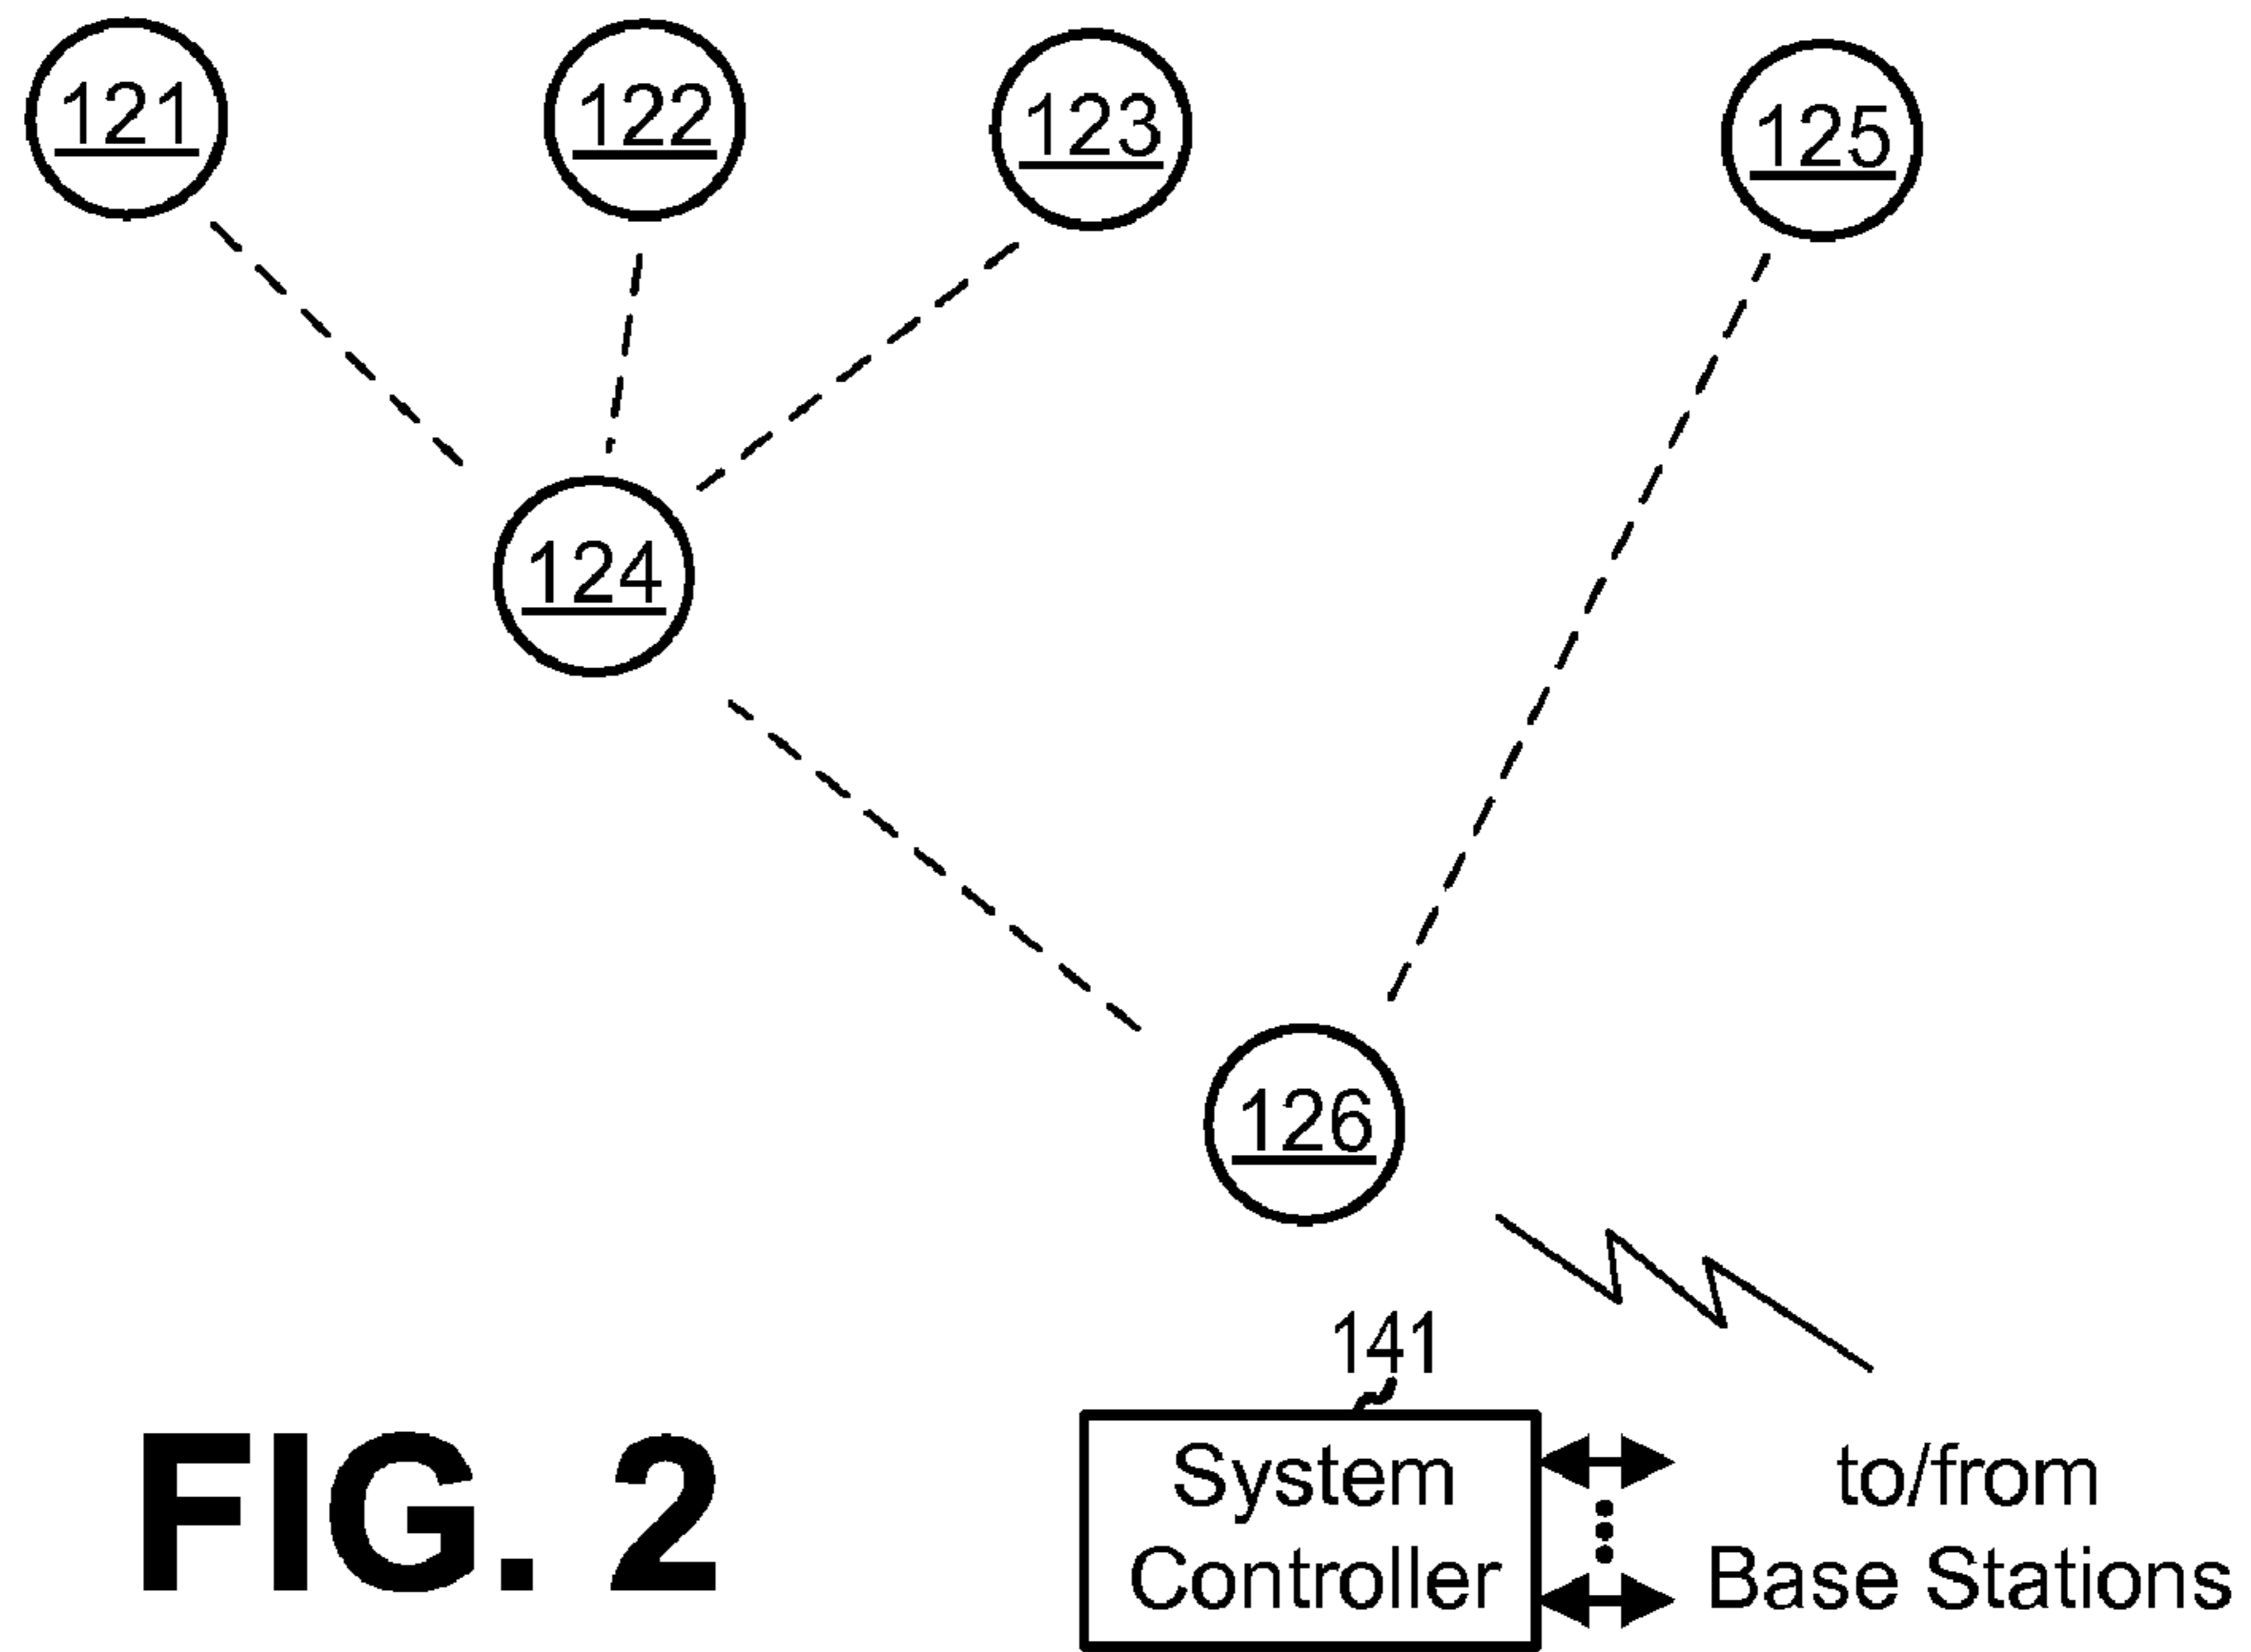 121
122
123
125
124
126
141
System
Controller
to/from
Base Stations
FIG. 2